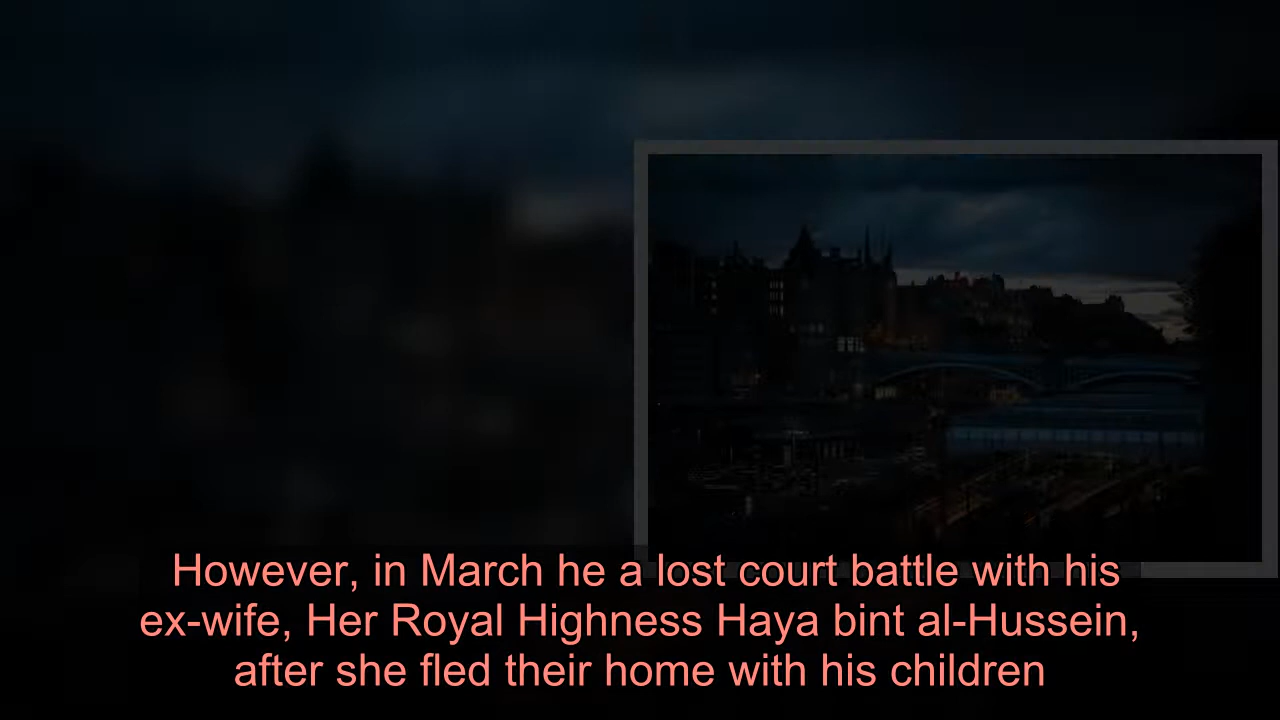 However, in March he a lost court battle with his
ex-wife, Her Royal Highness Haya bint al-Hussein,
after she fled their home with his children